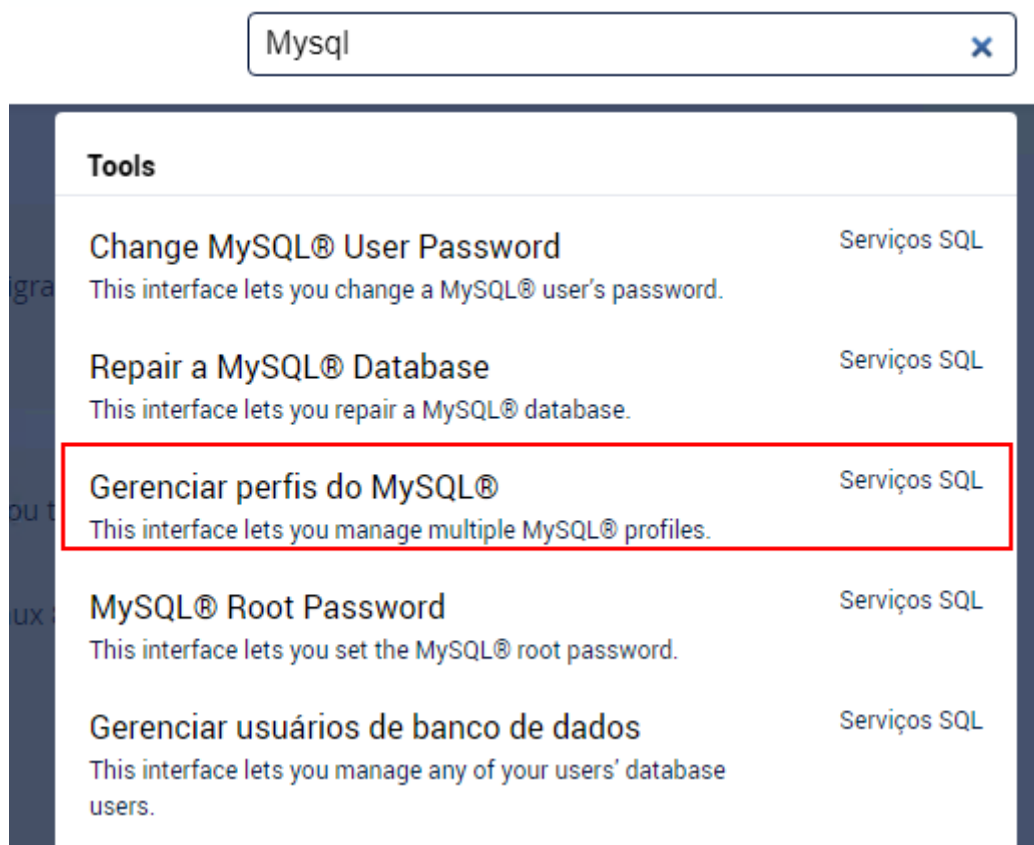 Mysql
Tools
Change MySQL® User Password
Serviços SQL
This interface lets you change a MySQL® user's password.
Repair a MySQL® Database
Serviços SQL
This interface lets you repair a MySQL® database.
Gerenciar perfis do MySQL®
Serviços SQL
This interface lets you manage multiple MySQL® profiles.
MySQL® Root Password
Serviços SQL
This interface lets you set the MySQL® root password.
Gerenciar usuários de banco de dados
Serviços SQL
This interface lets you manage any of your users' database
users.
igra
ou t
ux